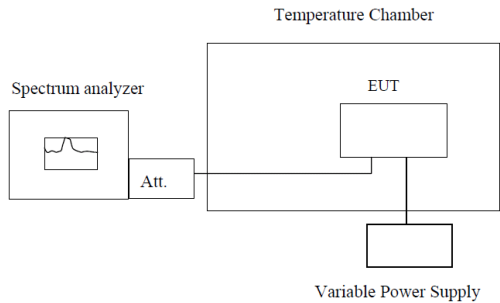 Temperature Chamber
Spectrum analyzer
EUT
Att.
Variable Power Supply